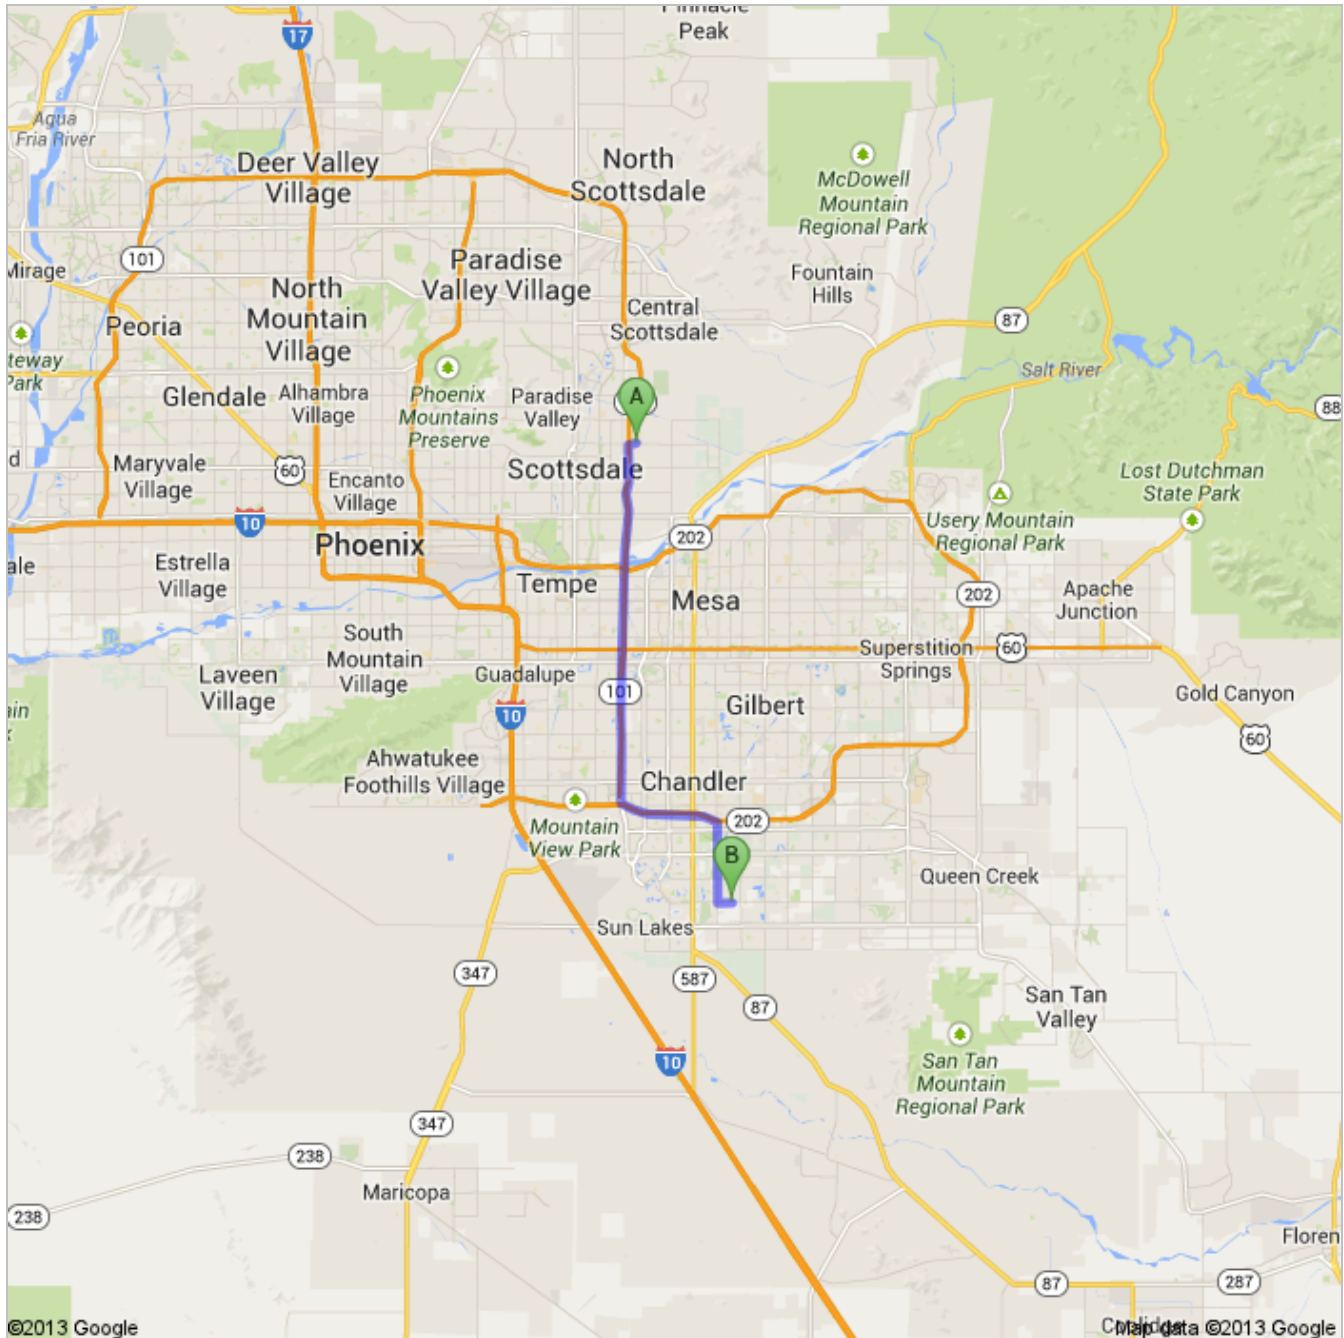 Pinnacle
Peak
17
Agua
Fria River
Deer Valley
Village
North
Scottsdale
McDowell
Mountain
Regional Park
101
Mirage
Paradise
Valley Village
Fountain
Hills
North
Mountain
Village
Central
Scottsdale
Peoria
87
teway
Park
Salt River
Glendale
Alhambra
Village
Phoenix
Mountains
Preserve
Paradise
Valley
A
88
d
Maryvale
Village
60
Encanto
Village
Scottsdale
Lost Dutchman
State Park
10
Phoenix
202
Usery Mountain
Regional Park
ale
Estrella
Village
Tempe
Mesa
202
Apache
Junction
South
Mountain
Village
Laveen
Village
Guadalupe
Superstition
Springs
60
101
Gilbert
Gold Canyon
10
ain
60
Ahwatukee
Foothills Village
Chandler
Mountain
View Park
202
B
Queen Creek
Sun Lakes
347
587
87
San Tan
Valley
10
San Tan
Mountain
Regional Park
347
238
Maricopa
238
Floren
87
287
©2013 Google
Map data ©2013 Google